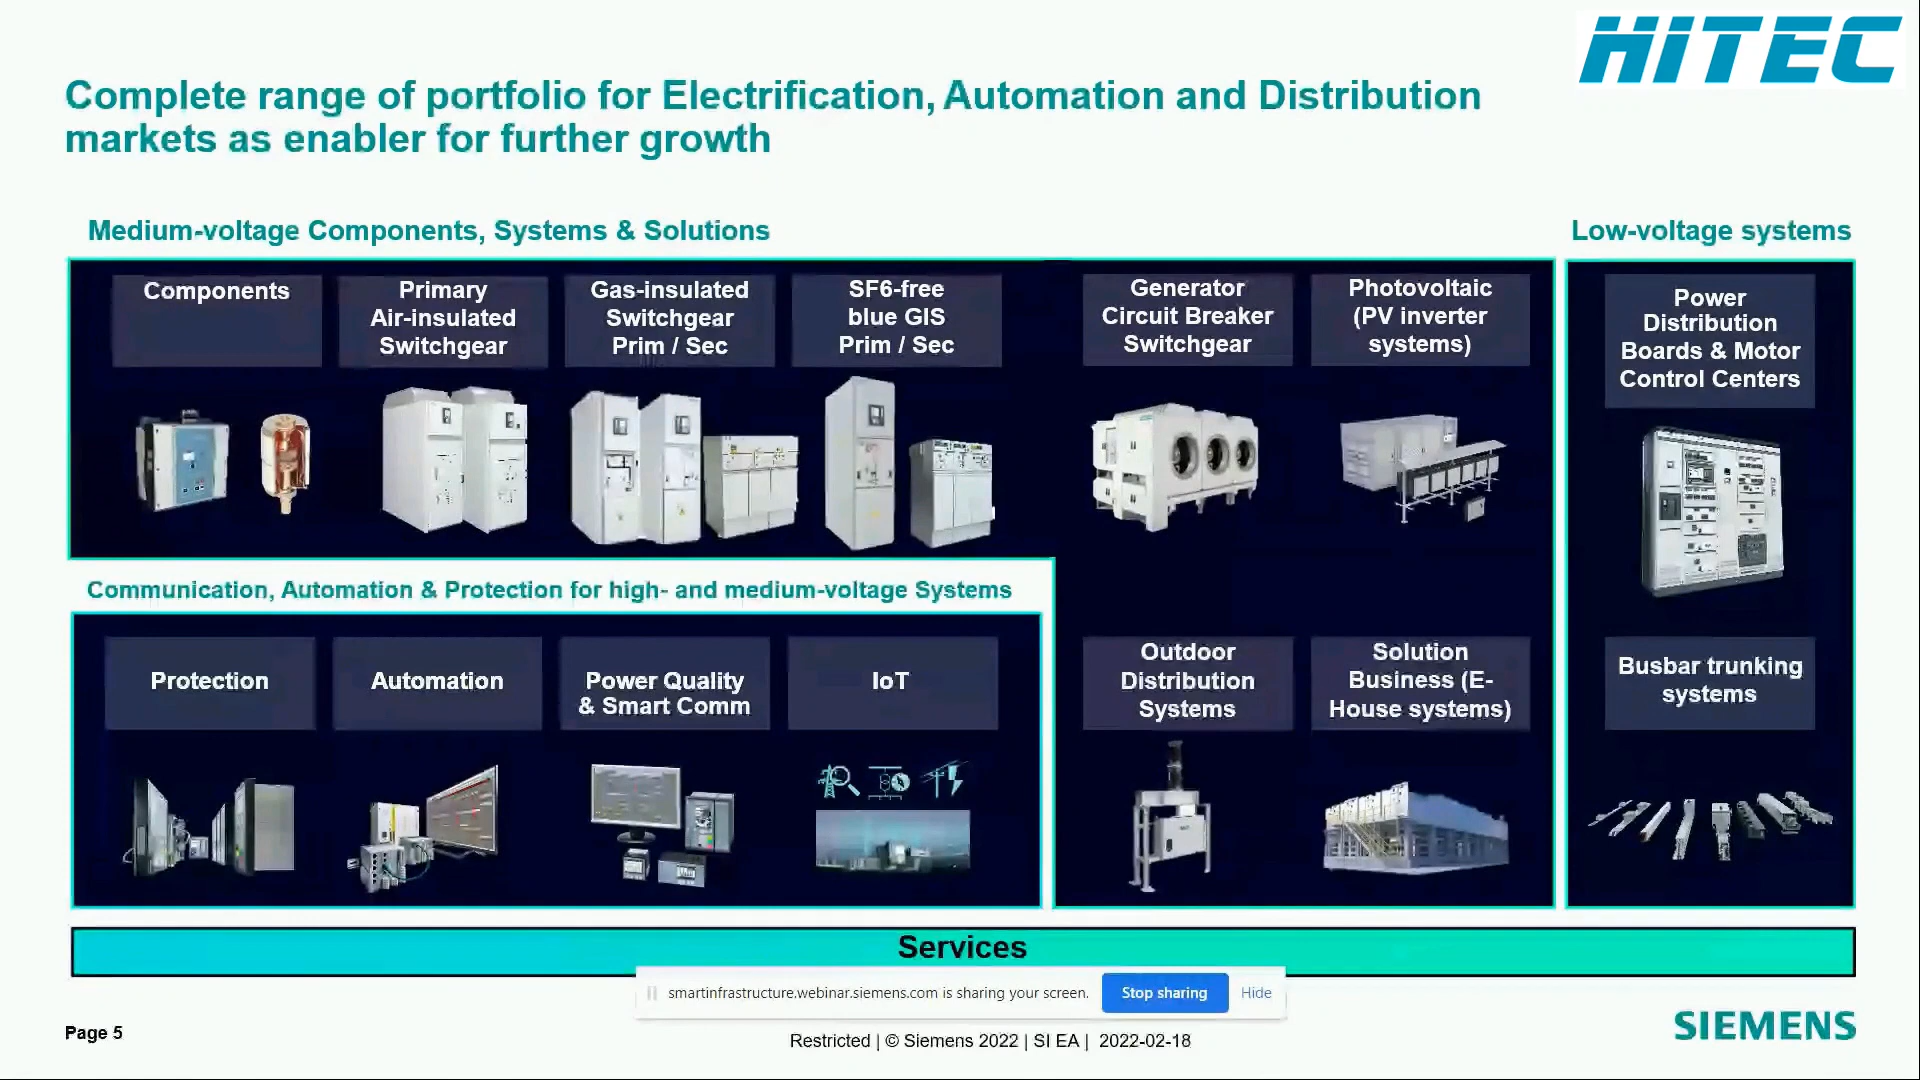 HITEC
Complete range of portfolio for Electrification, Automation and Distribution
markets as enabler for further growth
Medium-voltage Components, Systems & Solutions
Low-voltage systems
Components
Primary
Air-insulated
Switchgear
Gas-insulated
Switchgear
Prim / Sec
SF6-free
blue GIS
Prim / Sec
Generator
Circuit Breaker
Switchgear
Photovoltaic
(PV inverter
systems)
Power
Distribution
Boards & Motor
Control Centers
Communication, Automation & Protection for high- and medium-voltage Systems
Protection
Automation
Power Quality
& Smart Comm
IoT
Outdoor
Distribution
Systems
Solution
Business (E-
House systems)
Busbar trunking
systems
Services
smartinfrastructure.webinar.siemens.com is sharing your screen.
Stop sharing
Hide
Page 5
Restricted | © Siemens 2022 | SI EA | 2022-02-18
SIEMENS